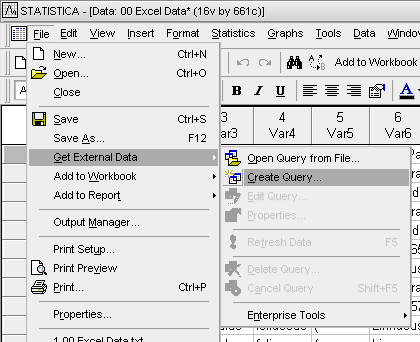 STATISTICA - [Data: 00 Excel Data* (16v by 661c)]
File Edit View Insert Format Statistics Graphs Tools Data Window
Add to Workbook
New... Ctrl+N
Open... Ctrl+O
Close
Save Ctrl+S
Save As... F12
Get External Data
Add to Workbook
Add to Report
Output Manager...
Print Setup...
Print Preview
Print... Ctrl+P
Properties...
1 00 Excel Data.txt
B I U
3 4 5 6
Var3 Var4 Var5 Var6
Open Query from File...
Create Query...
Edit Query...
Properties...
Refresh Data F5
Delete Query...
Cancel Query Shift+F5
Enterprise Tools